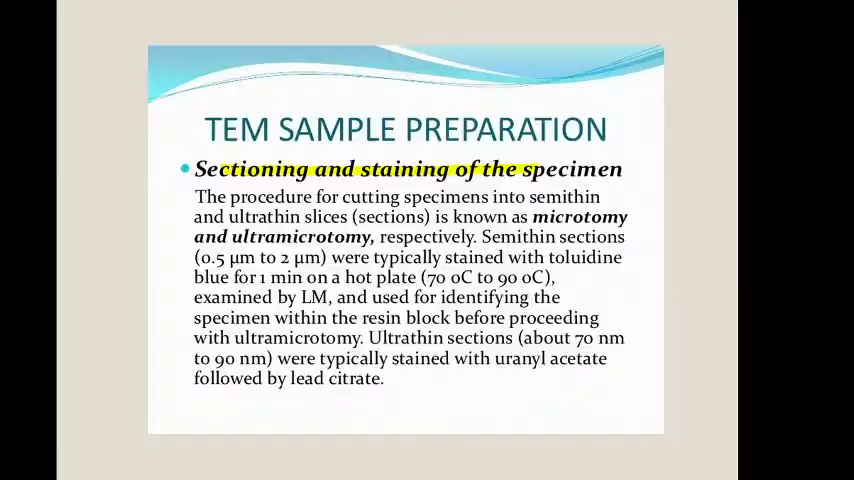 TEM SAMPLE PREPARATION
Sectioning and staining of the specimen
The procedure for cutting specimens into semithin
and ultrathin slices (sections) is known as microtomy
and ultramicrotomy, respectively. Semithin sections
(0.5 μm to 2 μm) were typically stained with toluidine
blue for 1 min on a hot plate (70 oC to 90 oC),
examined by LM, and used for identifying the
specimen within the resin block before proceeding
with ultramicrotomy. Ultrathin sections (about 70 nm
to 90 nm) were typically stained with uranyl acetate
followed by lead citrate.